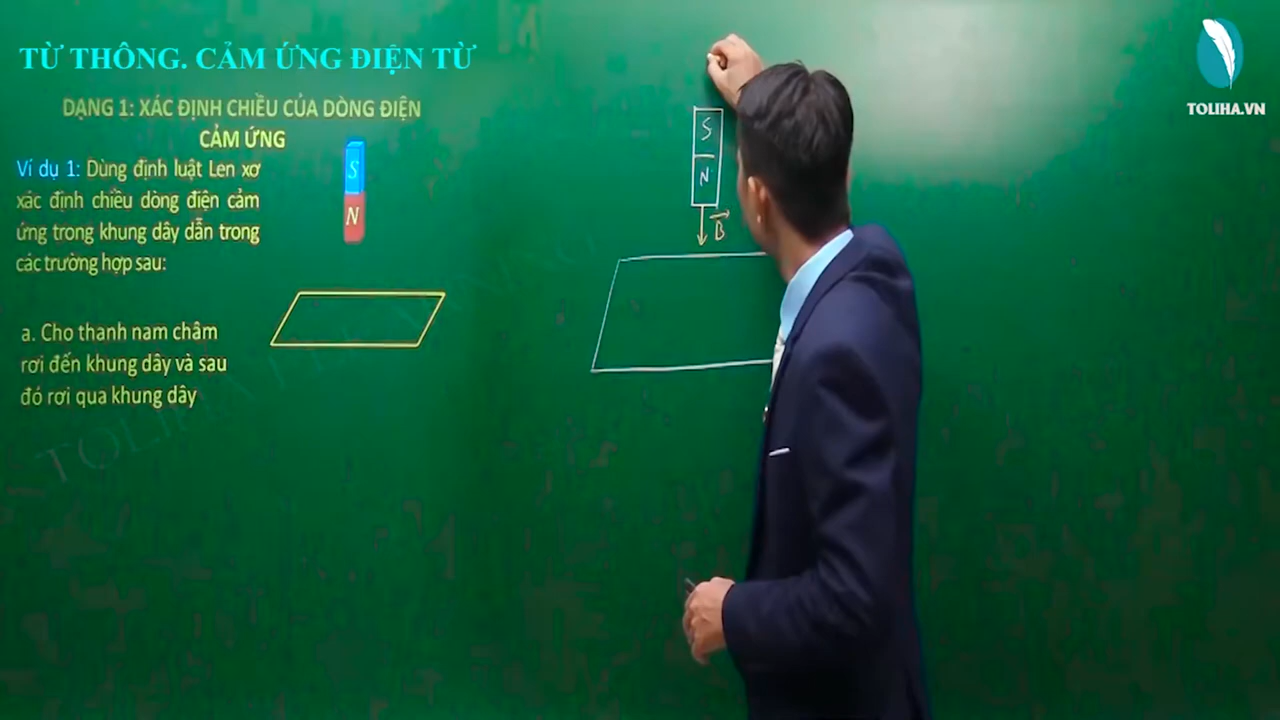 TỪ THÔNG. CẢM ỨNG ĐIỆN TỪ
DẠNG 1: XÁC ĐỊNH CHIỀU CỦA DÒNG ĐIỆN
CẢM ỨNG
Ví dụ 1: Dùng định luật Len xơ
xác định chiều dòng điện cảm
ứng trong khung dây dẫn trong
các trường hợp sau:
a. Cho thanh nam châm
rơi đến khung dây và sau
đó rơi qua khung dây
S
N
S
N
B
TOLIHA.VN